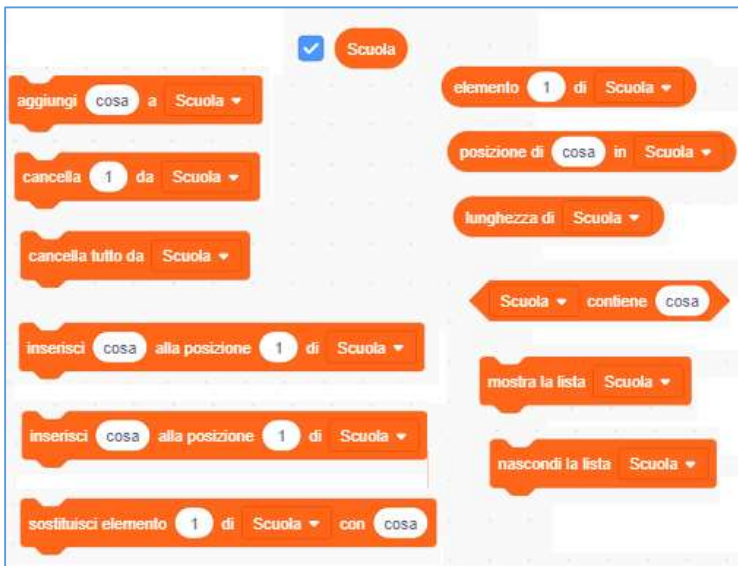 Scuola
aggiungi cosa a Scuola
cancella 1 da Scuola
cancella tutto da Scuola
inserisci cosa alla posizione 1 di Scuola
inserisci cosa alla posizione 1 di Scuola
sostituisci elemento 1 di Scuola con cosa
elemento 1 di Scuola
posizione di cosa in Scuola
lunghezza di Scuola
Scuola contiene cosa
mostra la lista Scuola
nascondi la lista Scuola